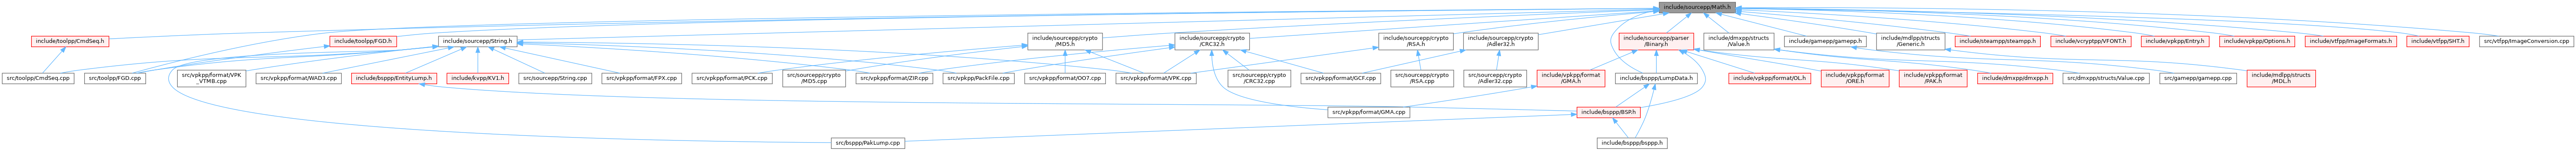 include/sourcepp/Math.h
include/toolpp/CmdSeq.h
include/sourcepp/String.h
include/toolpp/FGD.h
include/sourcepp/crypto
/MD5.h
include/sourcepp/crypto
/CRC32.h
include/sourcepp/crypto
/RSA.h
include/sourcepp/crypto
/Adler32.h
include/sourcepp/parser
/Binary.h
include/dmxpp/structs
/Value.h
include/gamepp/gamepp.h
include/mdlpp/structs
/Generic.h
include/steampp/steampp.h
include/vcryptpp/VFONT.h
include/vpkpp/Entry.h
include/vpkpp/Options.h
include/vtfpp/ImageFormats.h
include/vtfpp/SHT.h
src/vtfpp/ImageConversion.cpp
src/toolpp/CmdSeq.cpp
src/toolpp/FGD.cpp
src/vpkpp/format/VPK
_VTMB.cpp
src/vpkpp/format/WAD3.cpp
include/bsppp/EntityLump.h
include/kvpp/KV1.h
src/sourcepp/String.cpp
src/vpkpp/format/FPX.cpp
src/vpkpp/format/PCK.cpp
src/sourcepp/crypto
/MD5.cpp
src/vpkpp/format/ZIP.cpp
src/vpkpp/PackFile.cpp
src/vpkpp/format/OO7.cpp
src/vpkpp/format/VPK.cpp
src/sourcepp/crypto
/CRC32.cpp
src/vpkpp/format/GCF.cpp
src/sourcepp/crypto
/RSA.cpp
src/sourcepp/crypto
/Adler32.cpp
include/vpkpp/format
/GMA.h
include/bsppp/LumpData.h
include/vpkpp/format/OL.h
include/vpkpp/format
/ORE.h
include/vpkpp/format
/PAK.h
include/dmxpp/dmxpp.h
src/dmxpp/structs/Value.cpp
src/gamepp/gamepp.cpp
include/mdlpp/structs
/MDL.h
src/vpkpp/format/GMA.cpp
include/bsppp/BSP.h
src/bsppp/PakLump.cpp
include/bsppp/bsppp.h